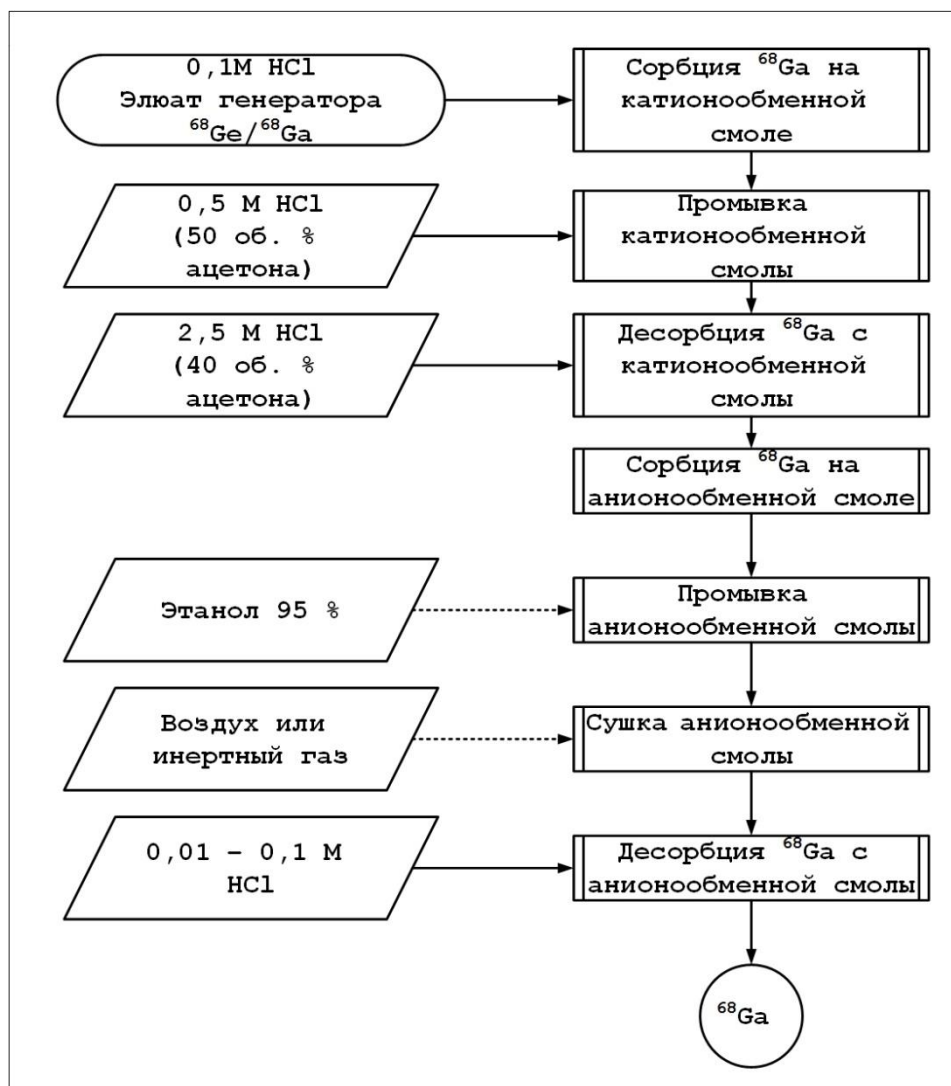 0,1М HCl
Элюат генератора
⁶⁸Ge/⁶⁸Ga
Сорбция ⁶⁸Ga на
катионообменной
смоле
0,5 М HCl
(50 об. %
ацетона)
Промывка
катионообменной
смолы
2,5 М HCl
(40 об. %
ацетона)
Десорбция ⁶⁸Ga с
катионообменной
смолы
Сорбция ⁶⁸Ga на
анионообменной смоле
Этанол 95 %
Промывка
анионообменной смолы
Воздух или
инертный газ
Сушка анионообменной
смолы
0,01 – 0,1 М
HCl
Десорбция ⁶⁸Ga с
анионообменной смолы
⁶⁸Ga